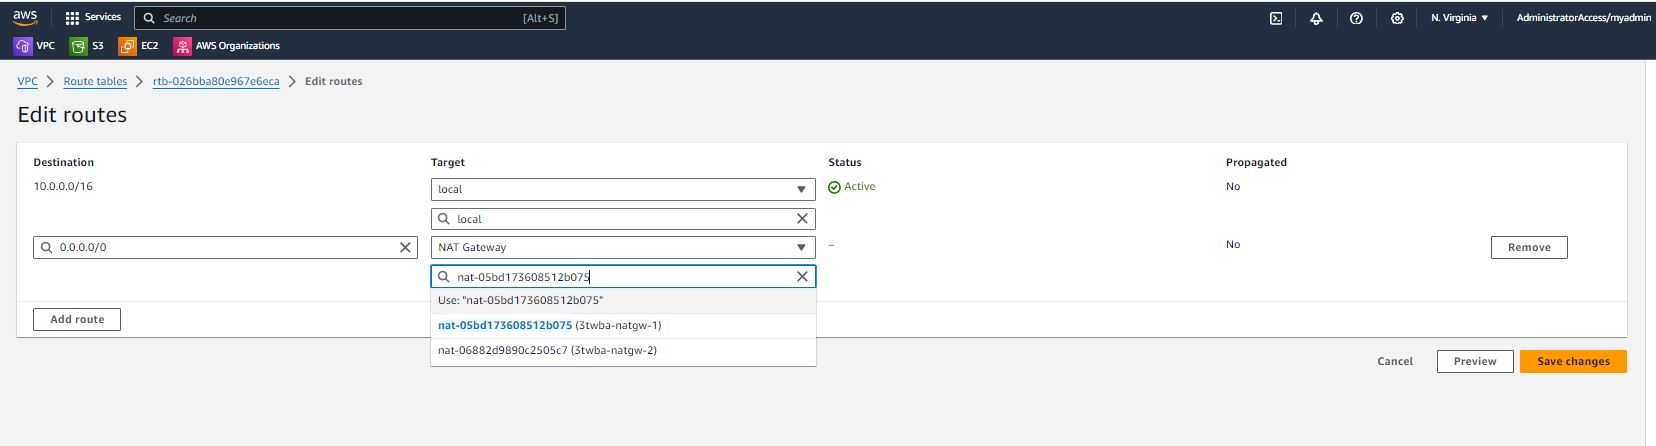 aws Services Search [Alt+S] N. Virginia AdministratorAccess/myadmin
VPC S3 EC2 AWS Organizations
VPC Route tables rtb-026bba80e967e6eca Edit routes
Edit routes
Destination Target Status Propagated
10.0.0.0/16 local Active No
local
0.0.0.0/0 NAT Gateway – No Remove
nat-05bd173608512b075
Use: "nat-05bd173608512b075"
Add route
nat-05bd173608512b075 (3twba-natgw-1)
nat-06882d9890c2505c7 (3twba-natgw-2)
Cancel Preview Save changes